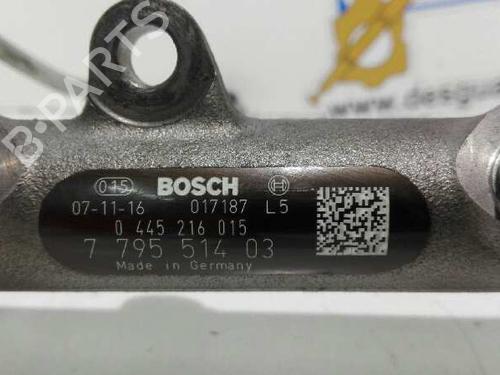 B-PARTS
www.desgua
015 BOSCH
07-11-16 017187 L5
0 445 216 015
7 795 514 03
Made in Germany